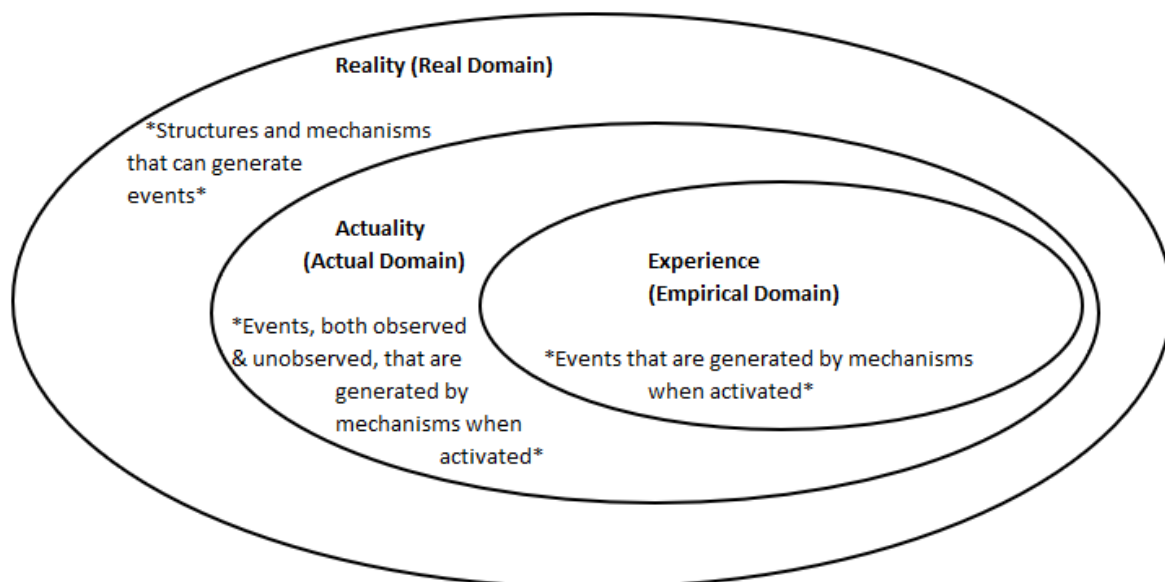 Reality (Real Domain)
*Structures and mechanisms
that can generate
events*
Actuality
(Actual Domain)
*Events, both observed
& unobserved, that are
generated by
mechanisms when
activated*
Experience
(Empirical Domain)
*Events that are generated by mechanisms
when activated*